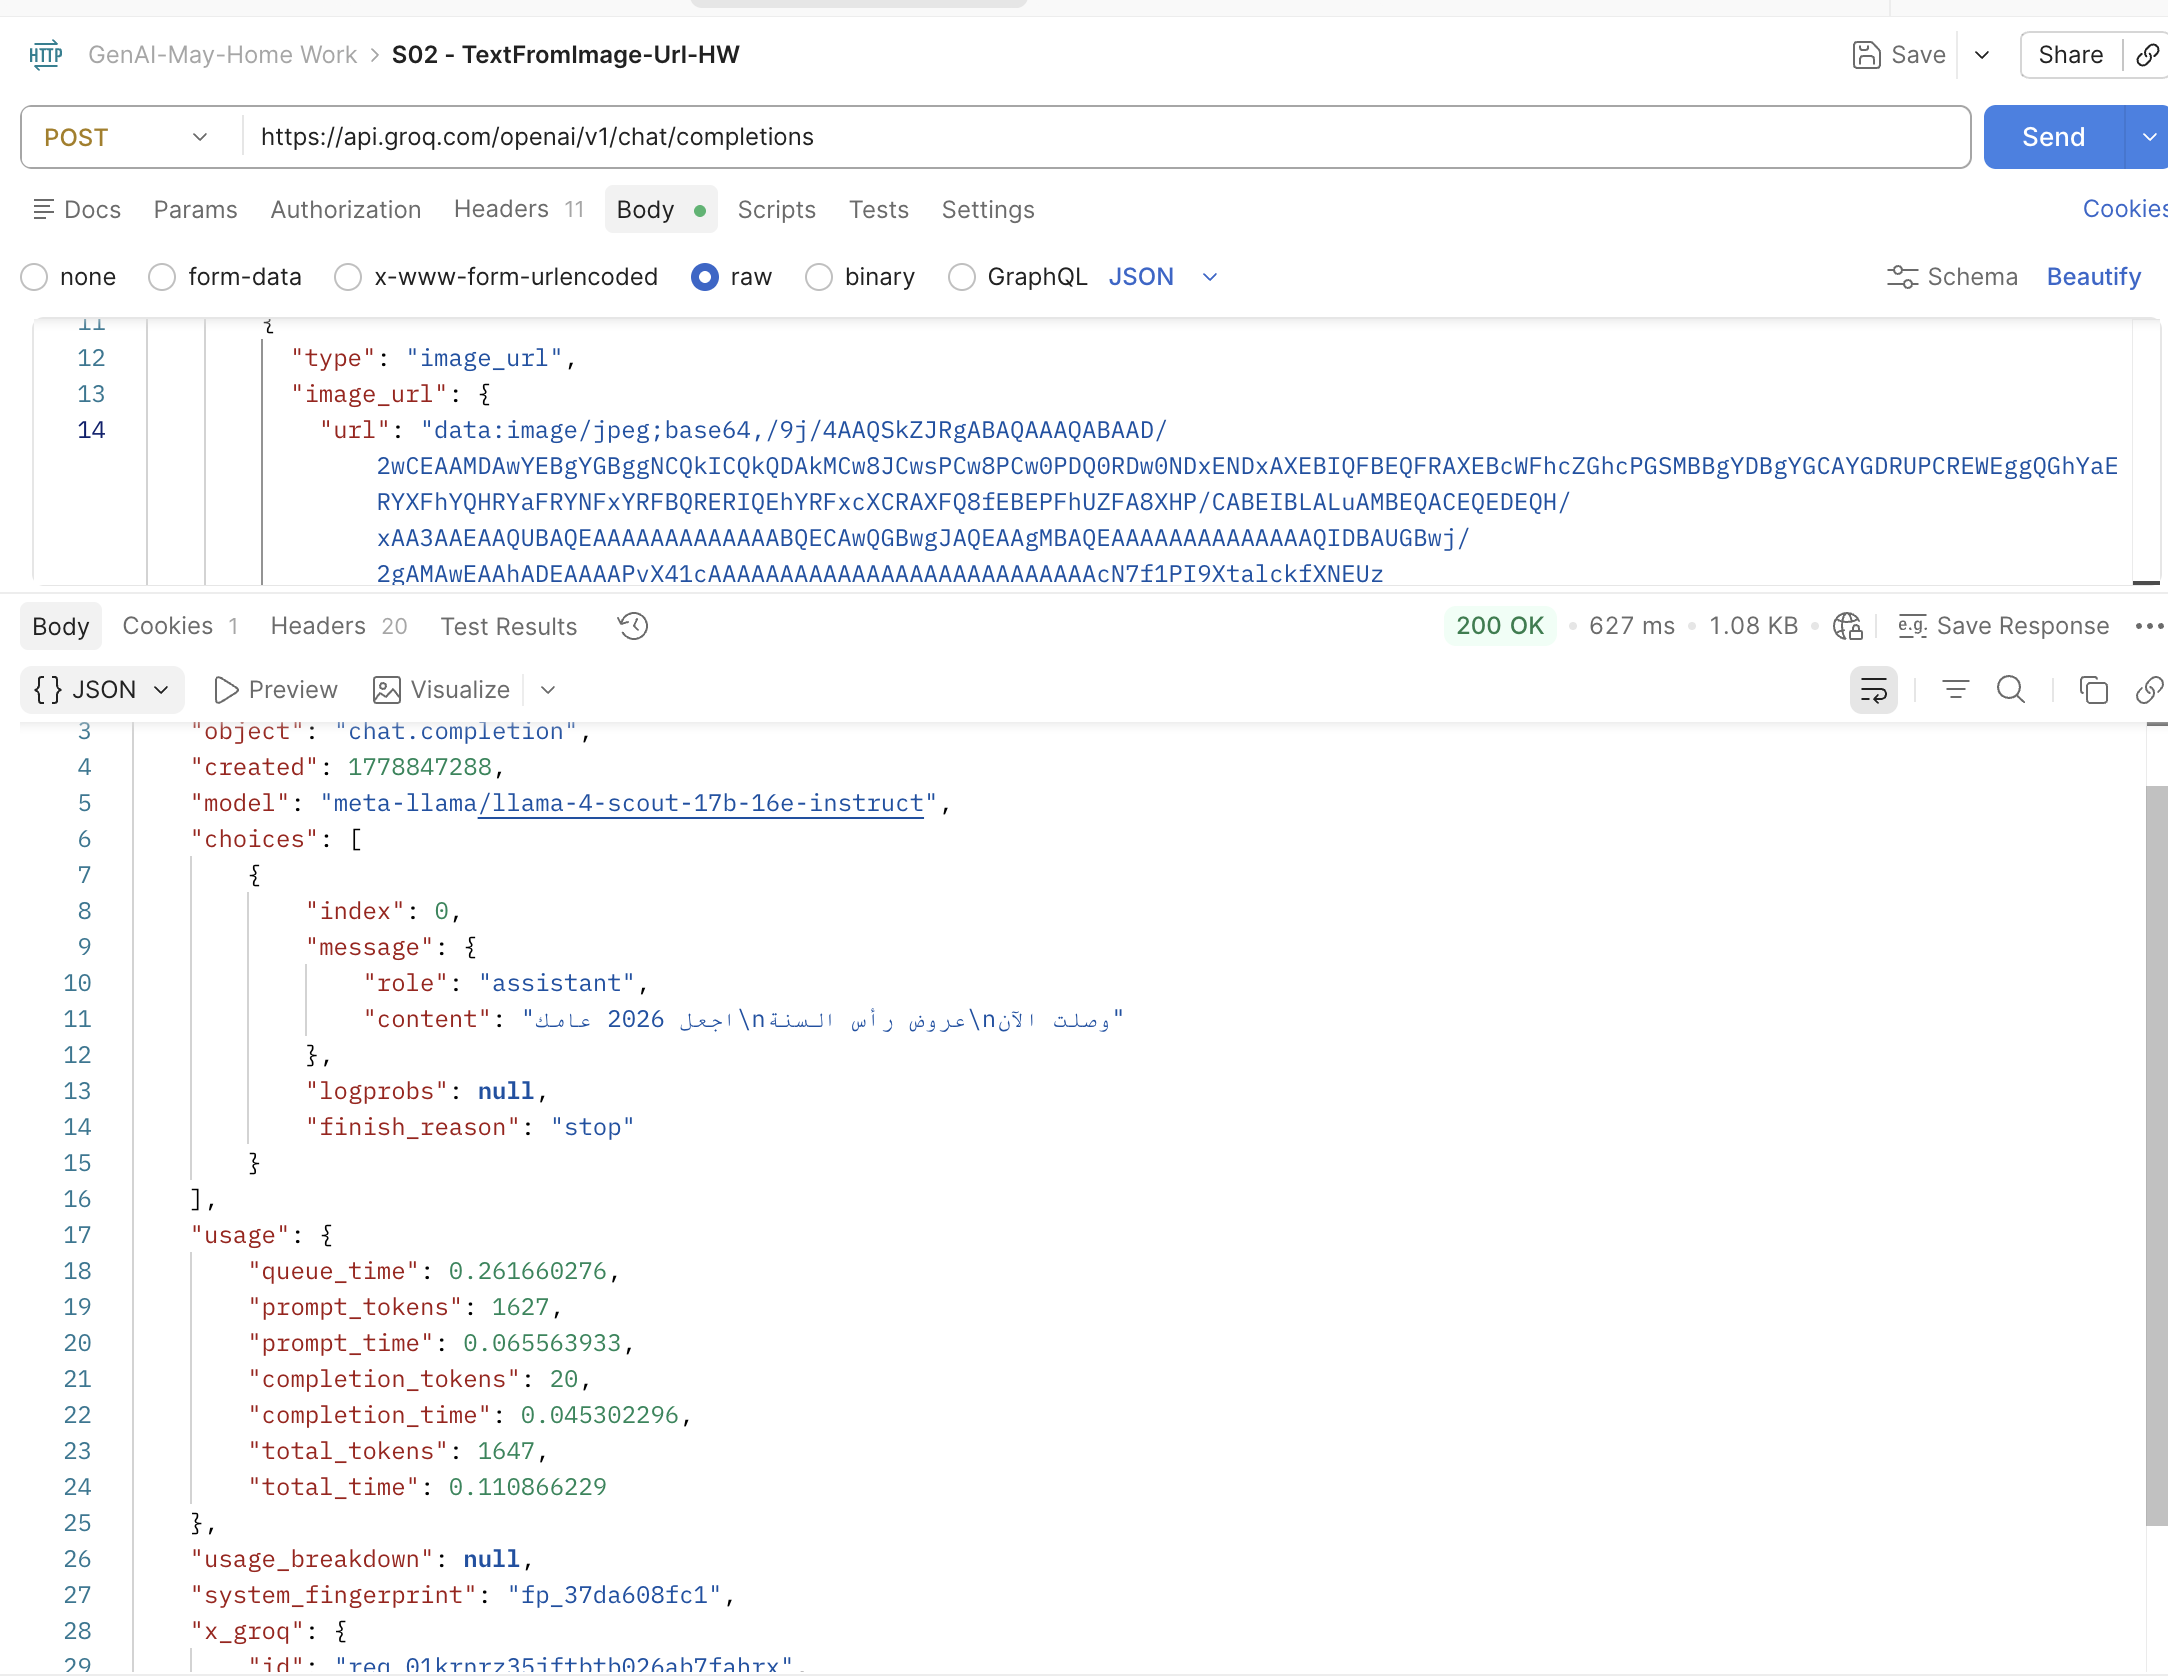 HTTP GenAI-May-Home Work > S02 - TextFromImage-Url-HW Save Share
POST https://api.groq.com/openai/v1/chat/completions Send
Docs Params Authorization Headers 11 Body Scripts Tests Settings Cookies
none form-data x-www-form-urlencoded raw binary GraphQL JSON Schema Beautify
11 {
12 "type": "image_url",
13 "image_url": {
14 "url": "data:image/jpeg;base64,/9j/4AAQSkZJRgABAQAAAQABAAD/
2wCEAAMDAwYEBgYGBggNCQkICQkQDAkMCw8JCwsPCw8PCw0PDQ0RDw0NDxENDxAXEBIQFBEQFRAXEBcWFhcZGhcPGSMBBgYDBgYGCAYGDRUPCREWEggQGhYaE
RYXFhYQHRYaFRYNFxYRFBQRERIQEhYRFxcXCRAXFQ8fEBEPFhUZFA8XHP/CABEIBLALuAMBEQACEQEDEQH/
xAA3AAEAAQUBAQEAAAAAAAAAAAAABQECAwQGBwgJAQEAAgMBAQEAAAAAAAAAAAAAAQIDBAUGBwj/
2gAMAwEAAhADEAAAAPvX41cAAAAAAAAAAAAAAAAAAAAAAAAAAAcN7f1PI9XtalckfXNEUz
Body Cookies 1 Headers 20 Test Results 200 OK • 627 ms • 1.08 KB e.g. Save Response
{} JSON Preview Visualize
3 "object": "chat.completion",
4 "created": 1778847288,
5 "model": "meta-llama/llama-4-scout-17b-16e-instruct",
6 "choices": [
7 {
8 "index": 0,
9 "message": {
10 "role": "assistant",
11 "content": "وصلت الآن\nعروض رأس السنة\nاجعل 2026 عامك"
12 },
13 "logprobs": null,
14 "finish_reason": "stop"
15 }
16 ],
17 "usage": {
18 "queue_time": 0.261660276,
19 "prompt_tokens": 1627,
20 "prompt_time": 0.065563933,
21 "completion_tokens": 20,
22 "completion_time": 0.045302296,
23 "total_tokens": 1647,
24 "total_time": 0.110866229
25 },
26 "usage_breakdown": null,
27 "system_fingerprint": "fp_37da608fc1",
28 "x_groq": {
29 "id":